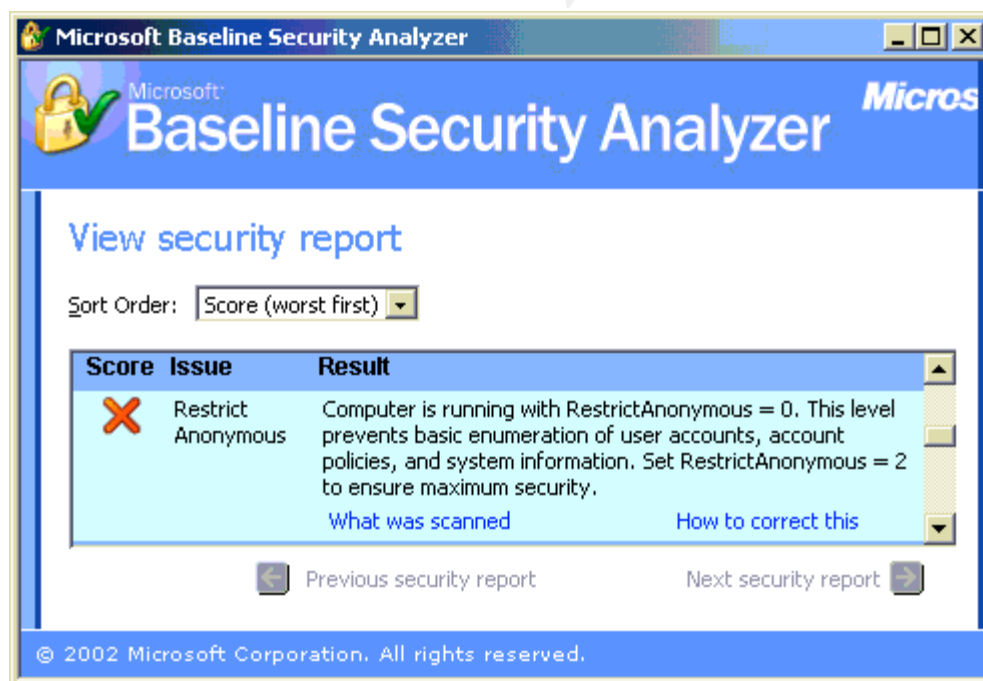 Microsoft Baseline Security Analyzer
Microsoft
Baseline Security Analyzer
Micros
View security report
Sort Order: Score (worst first)
Score Issue Result
Restrict Anonymous
Computer is running with RestrictAnonymous = 0. This level
prevents basic enumeration of user accounts, account
policies, and system information. Set RestrictAnonymous = 2
to ensure maximum security.
What was scanned How to correct this
Previous security report Next security report
© 2002 Microsoft Corporation. All rights reserved.